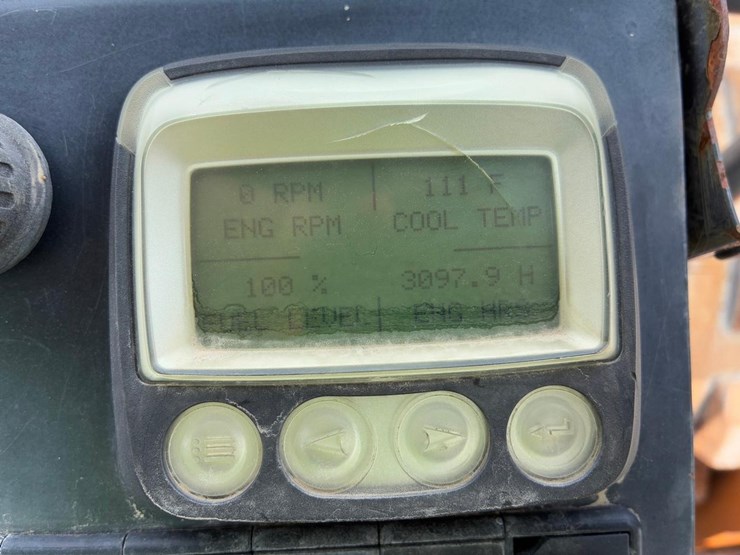 0 RPM 111 F
ENG RPM COOL TEMP
100 % 3097.9 H
FUEL LEVEL ENG HRS